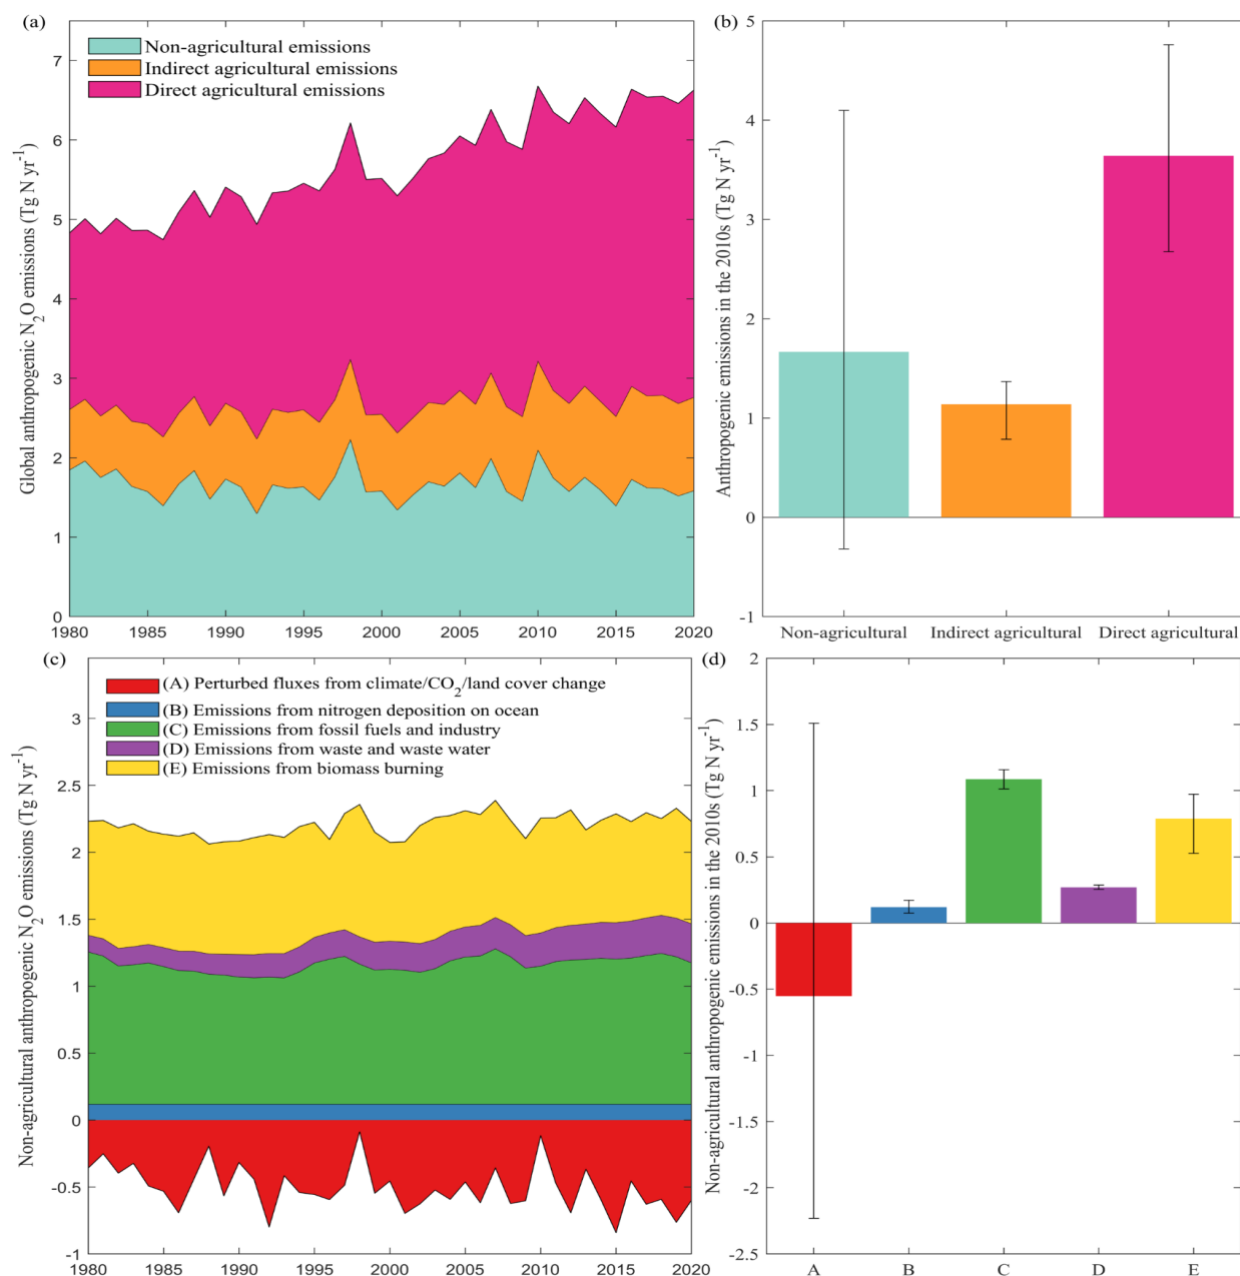 (a)
Global anthropogenic N₂O emissions (Tg N yr⁻¹)
7
6
5
4
3
2
1
0
Non-agricultural emissions
Indirect agricultural emissions
Direct agricultural emissions
1980 1985 1990 1995 2000 2005 2010 2015 2020
(b)
Anthropogenic emissions in the 2010s (Tg N yr⁻¹)
5
4
3
2
1
0
-1
Non-agricultural Indirect agricultural Direct agricultural
(c)
Non-agricultural anthropogenic N₂O emissions (Tg N yr⁻¹)
3
2.5
2
1.5
1
0.5
0
-0.5
-1
(A) Perturbed fluxes from climate/CO₂/land cover change
(B) Emissions from nitrogen deposition on ocean
(C) Emissions from fossil fuels and industry
(D) Emissions from waste and waste water
(E) Emissions from biomass burning
1980 1985 1990 1995 2000 2005 2010 2015 2020
(d)
Non-agricultural anthropogenic emissions in the 2010s (Tg N yr⁻¹)
2
1.5
1
0.5
0
-0.5
-1
-1.5
-2
-2.5
A B C D E